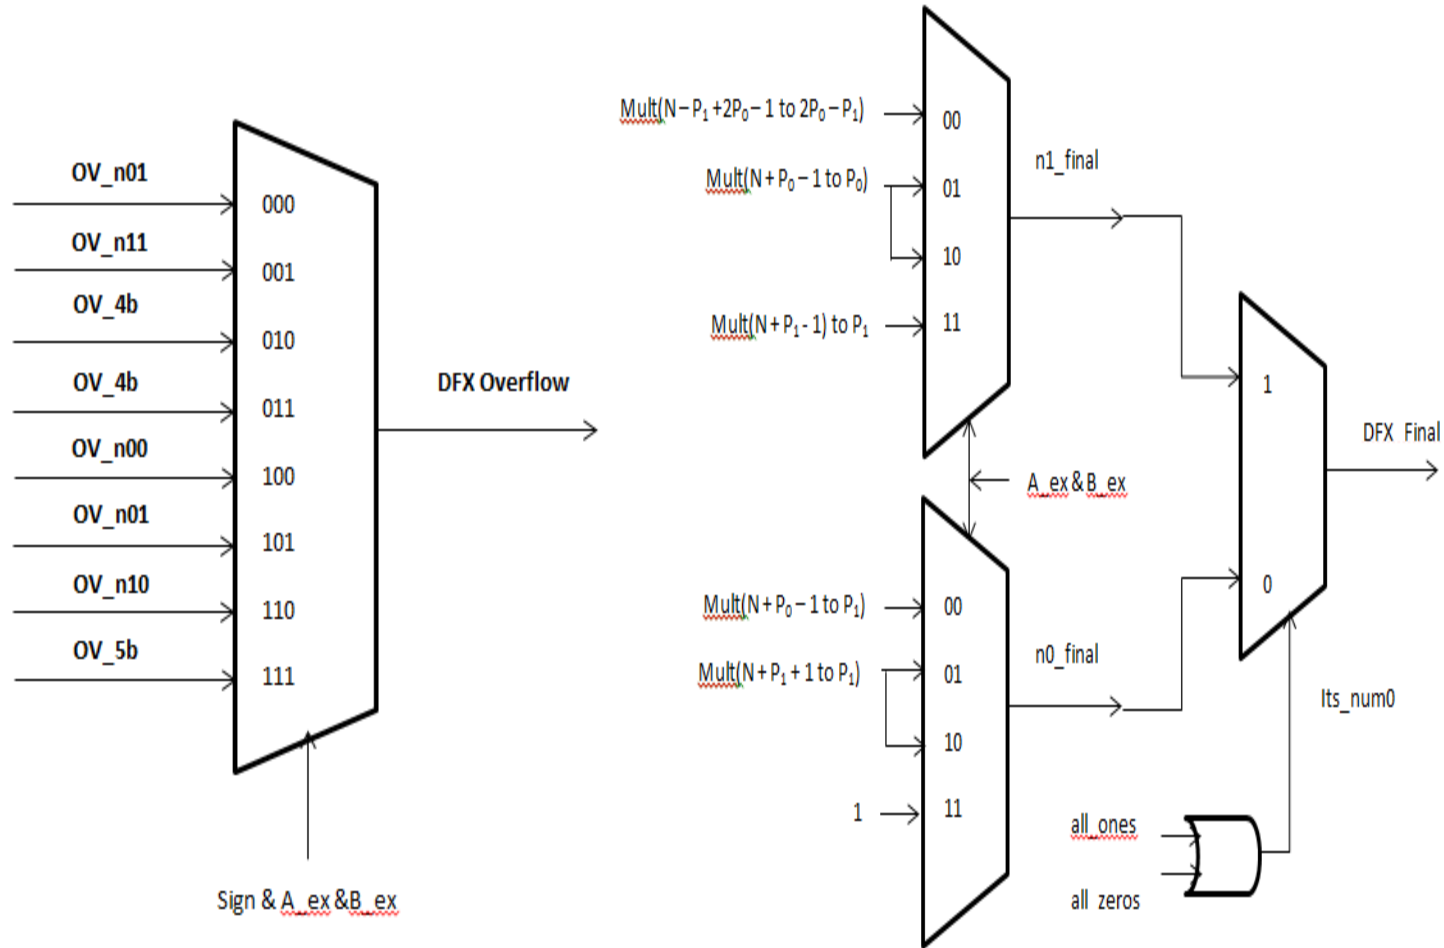 OV_n01
000
OV_n11
001
OV_4b
010
OV_4b
011
OV_n00
100
OV_n01
101
OV_n10
110
OV_5b
111
DFX Overflow
Sign & A_ex &B_ex
Mult(N – P₁ +2P₀ – 1 to 2P₀ – P₁)
00
Mult(N + P₀ – 1 to P₀)
01
10
Mult(N + P₁ - 1) to P₁
11
n1_final
A_ex & B_ex
Mult(N + P₀ – 1 to P₁)
00
Mult(N + P₁ + 1 to P₁)
01
10
1
11
n0_final
1
0
DFX Final
Its_num0
all_ones
all zeros